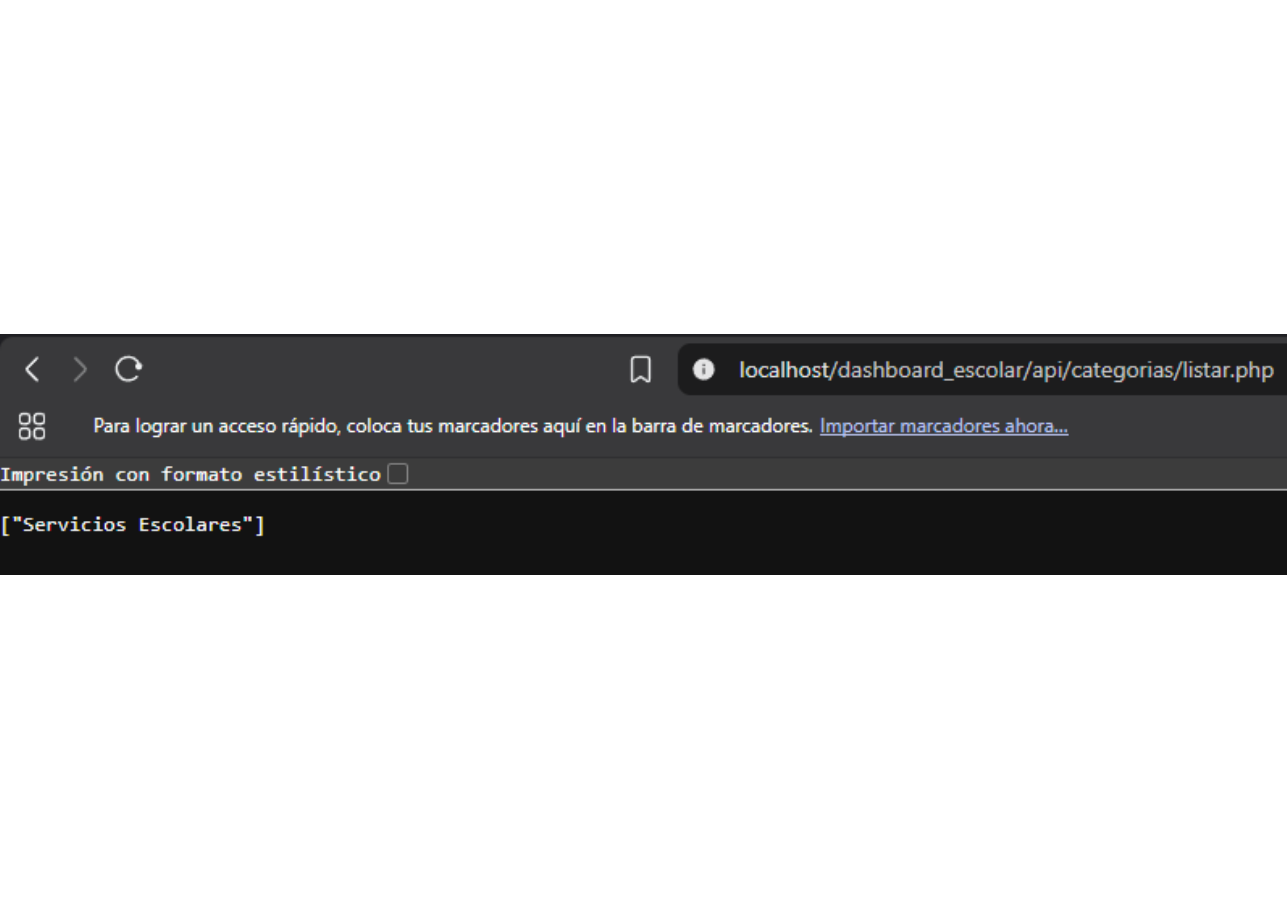 localhost/dashboard_escolar/api/categorias/listar.php
Para lograr un acceso rápido, coloca tus marcadores aquí en la barra de marcadores. Importar marcadores ahora...
Impresión con formato estilístico
["Servicios Escolares"]